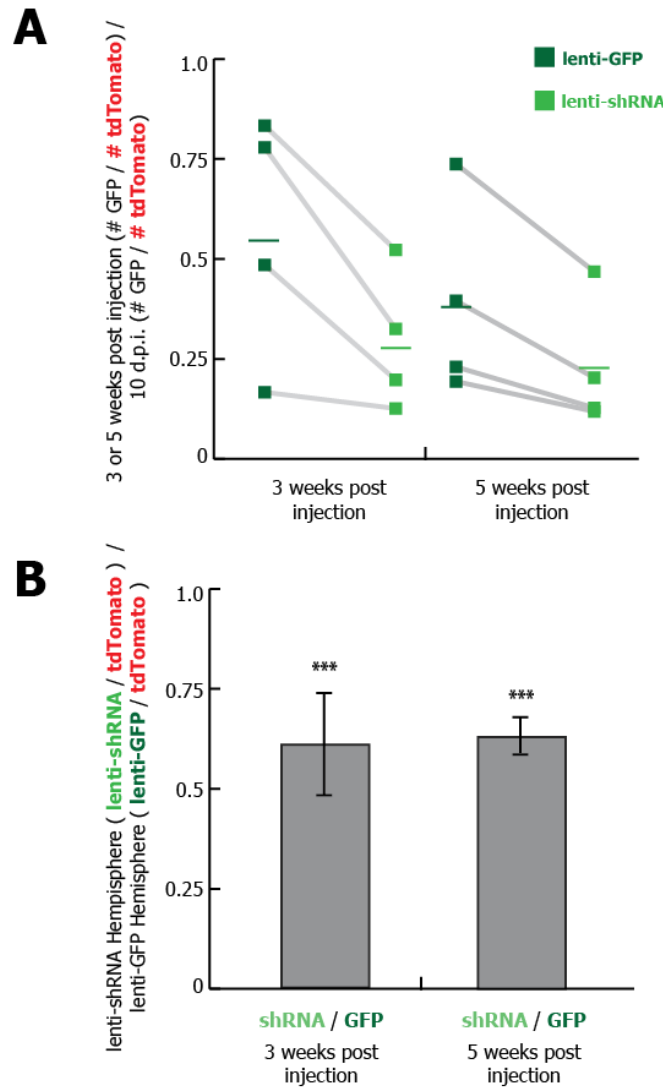 A
1.0
0.75
0.5
0.25
0
3 or 5 weeks post injection (# GFP / # tdTomato) /
10 d.p.i. (# GFP / # tdTomato)
lenti-GFP
lenti-shRNA
3 weeks post
injection
5 weeks post
injection
B
1.0
0.75
0.5
0.25
0
lenti-shRNA Hempisphere ( lenti-shRNA / tdTomato ) /
lenti-GFP Hemisphere ( lenti-GFP / tdTomato )
***
***
shRNA / GFP
3 weeks post
injection
shRNA / GFP
5 weeks post
injection